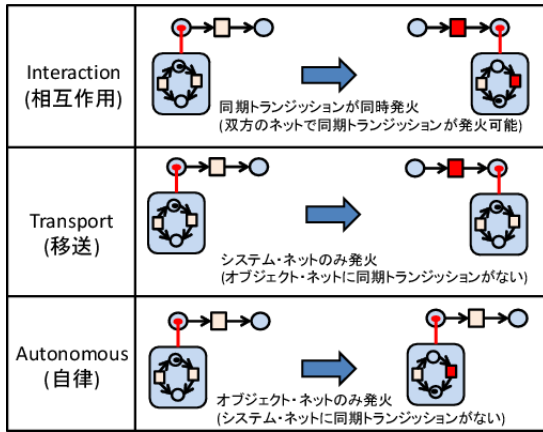 Interaction
(相互作用)
同期トランジッションが同時発火
(双方のネットで同期トランジッションが発火可能)
Transport
(移送)
システム・ネットのみ発火
(オブジェクト・ネットに同期トランジッションがない)
Autonomous
(自律)
オブジェクト・ネットのみ発火
(システム・ネットに同期トランジッションがない)